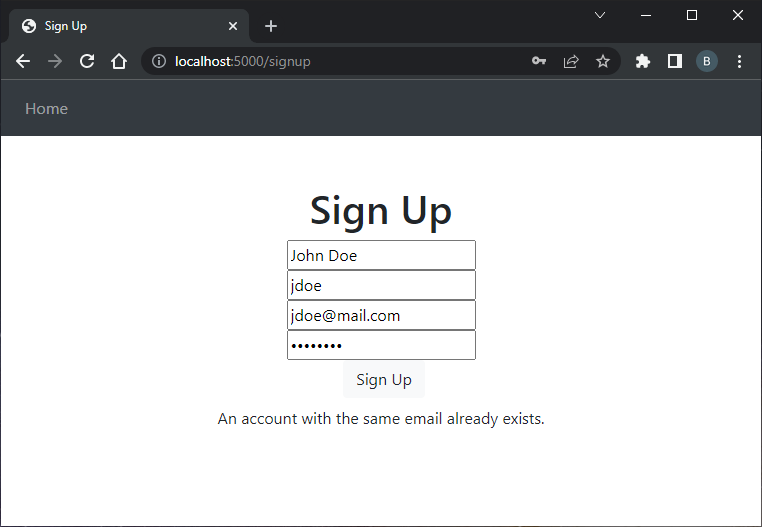 Sign Up
localhost:5000/signup
B
Home
Sign Up
John Doe
jdoe
jdoe@mail.com
••••••••
Sign Up
An account with the same email already exists.